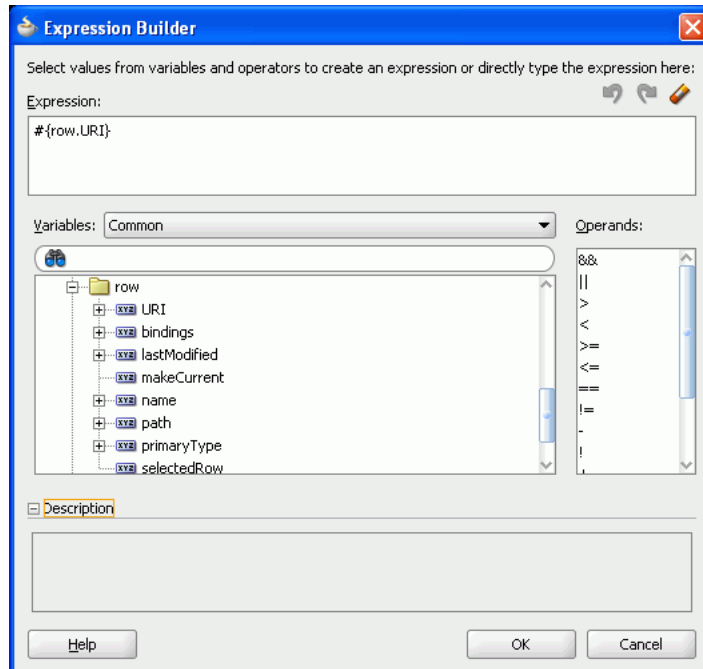 Expression Builder
Select values from variables and operators to create an expression or directly type the expression here:
Expression:
#{row.URI}
Variables: Common
Operands:
row
URI
bindings
lastModified
makeCurrent
name
path
primaryType
selectedRow
&&
||
>
<
>=
<=
==
!=
-
!
Description
Help
OK
Cancel